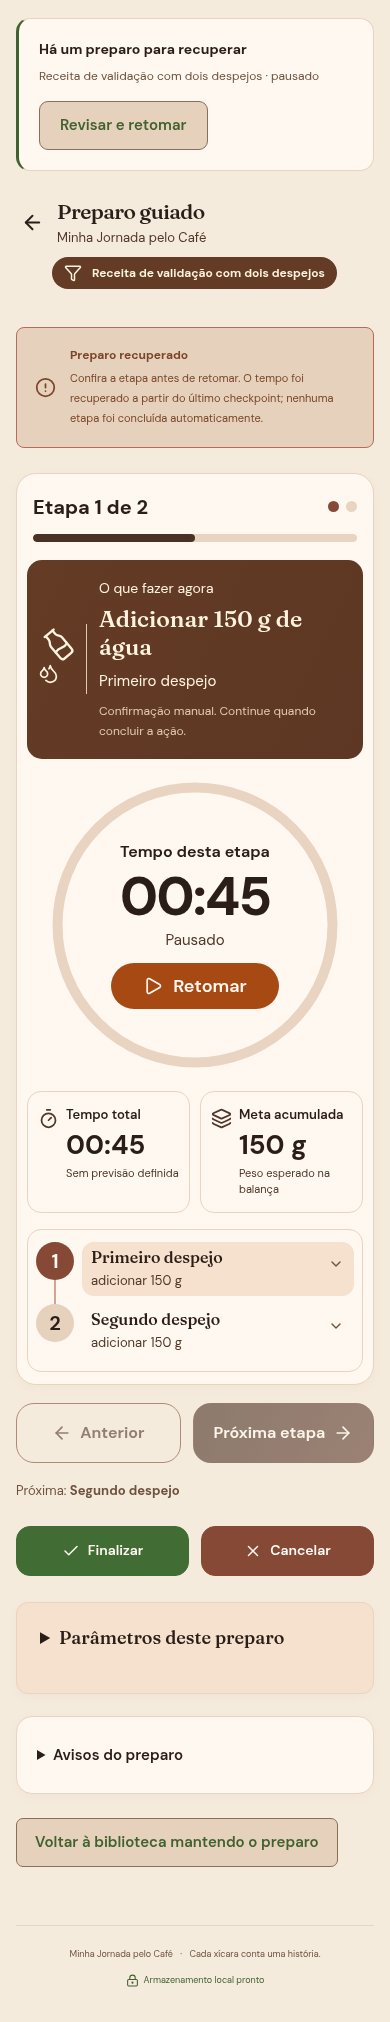 Há um preparo para recuperar
Receita de validação com dois despejos · pausado
Revisar e retomar
Preparo guiado
Minha Jornada pelo Café
Receita de validação com dois despejos
Preparo recuperado
Confira a etapa antes de retomar. O tempo foi
recuperado a partir do último checkpoint; nenhuma
etapa foi concluída automaticamente.
Etapa 1 de 2
O que fazer agora
Adicionar 150 g de
água
Primeiro despejo
Confirmação manual. Continue quando
concluir a ação.
Tempo desta etapa
00:45
Pausado
Retomar
Tempo total
00:45
Sem previsão definida
Meta acumulada
150 g
Peso esperado na
balança
1
Primeiro despejo
adicionar 150 g
2
Segundo despejo
adicionar 150 g
Anterior
Próxima etapa
Próxima: Segundo despejo
Finalizar
Cancelar
Parâmetros deste preparo
Avisos do preparo
Voltar à biblioteca mantendo o preparo
Minha Jornada pelo Café · Cada xícara conta uma história.
Armazenamento local pronto